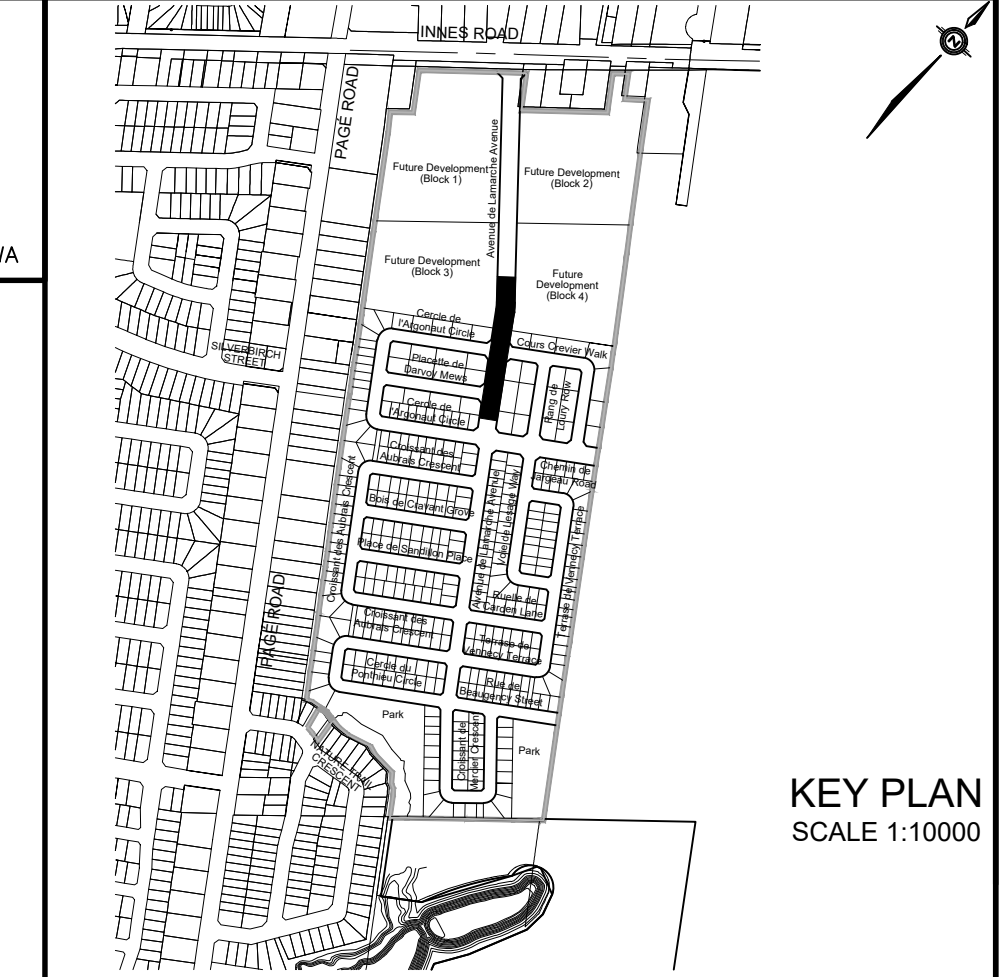 INNES ROAD
N
PAGÉ ROAD
Avenue de Lamarche Avenue
Future Development
(Block 1)
Future Development
(Block 2)
/A
Future Development
(Block 3)
Future
Development
(Block 4)
Cercle de
l'Argonaut Circle
SILVERBIRCH
STREET
Cours Crevier Walk
Placette de
Darvoy Mews
Rang de
Loury Row
Cercle de
l'Argonaut Circle
Croissant des
Aubrais Crescent
Chemin de
Jargeau Road
Croissant des Aubrais Crescent
Bois de Cravant Grove
Avenue de Lamarche Avenue
Voie de Lesage Way
Place de Sandillon Place
Terrasse de Vennecy Terrace
PAGÉ ROAD
Ruelle de
Carden Lane
Croissant des
Aubrais Crescent
Terrasse de
Vennecy Terrace
Cercle du
Ponthieu Circle
Rue de
Beaugency Street
Park
Croissant de
Mercier Crescent
Park
NATURE TRAIL
CRESCENT
KEY PLAN
SCALE 1:10000